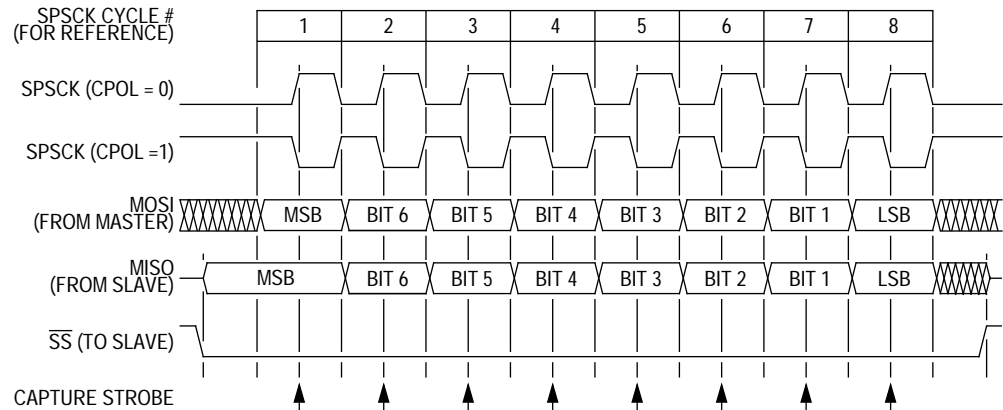 SPSCK CYCLE #
(FOR REFERENCE)
1 2 3 4 5 6 7 8
SPSCK (CPOL = 0)
SPSCK (CPOL =1)
MOSI
(FROM MASTER)
MSB BIT 6 BIT 5 BIT 4 BIT 3 BIT 2 BIT 1 LSB
MISO
(FROM SLAVE)
MSB BIT 6 BIT 5 BIT 4 BIT 3 BIT 2 BIT 1 LSB
SS (TO SLAVE)
CAPTURE STROBE